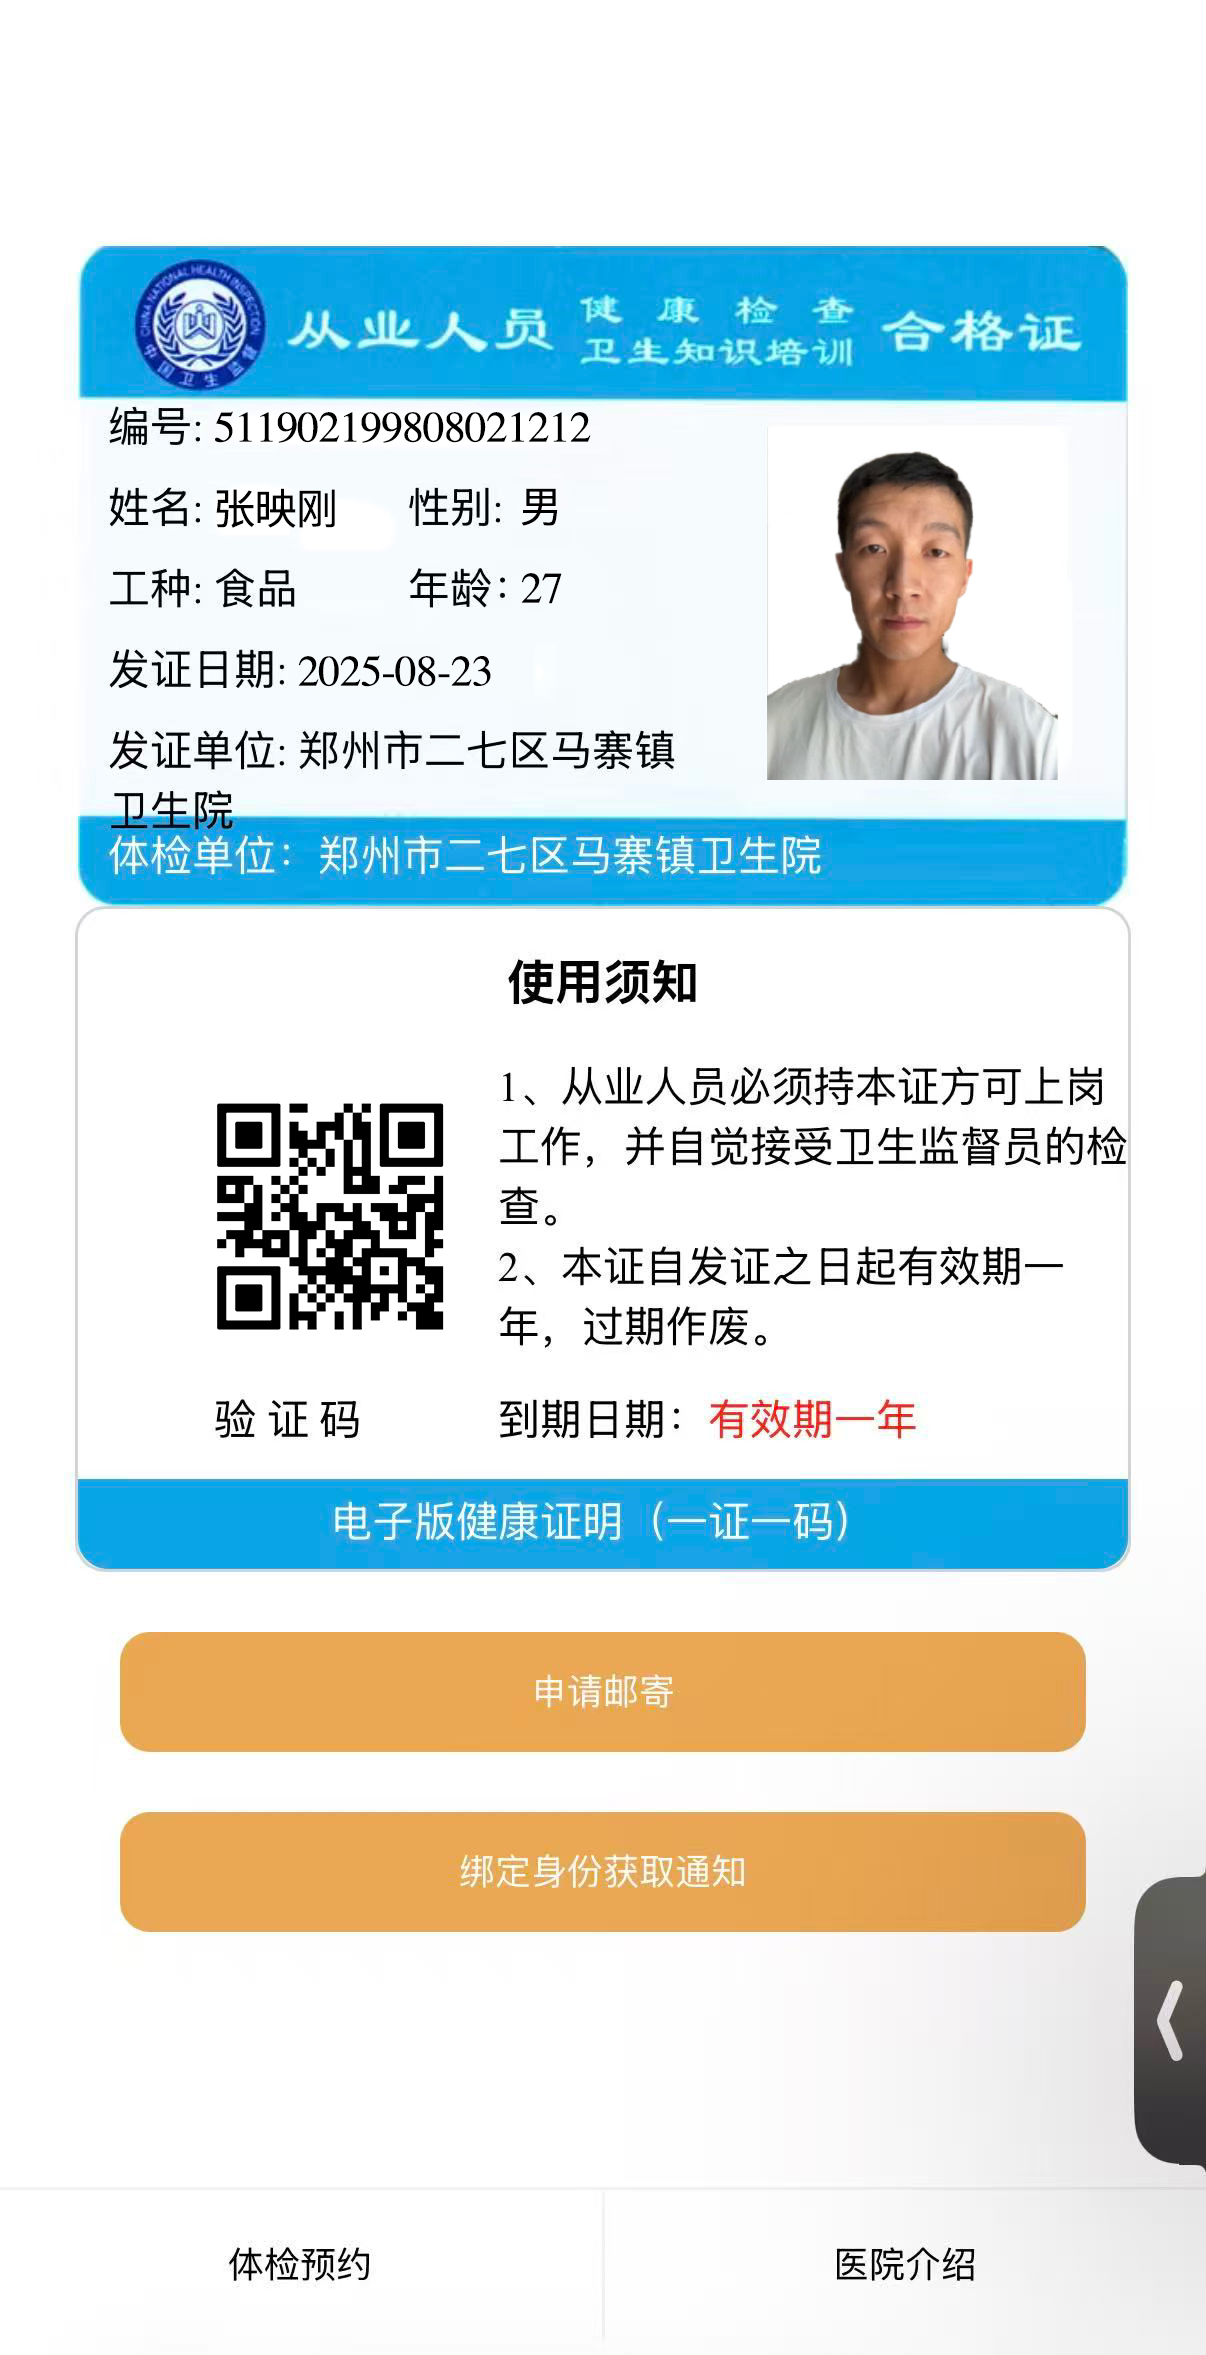 CHINA NATIONAL HEALTH INSPECTION
中国卫生监督
从业人员 健康检查 卫生知识培训 合格证
编号: 511902199808021212
姓名: 张映刚 性别: 男
工种: 食品 年龄: 27
发证日期: 2025-08-23
发证单位: 郑州市二七区马寨镇
卫生院
体检单位：郑州市二七区马寨镇卫生院
使用须知
1、从业人员必须持本证方可上岗
工作，并自觉接受卫生监督员的检
查。
2、本证自发证之日起有效期一
年，过期作废。
验证码 到期日期：有效期一年
电子版健康证明（一证一码）
申请邮寄
绑定身份获取通知
体检预约 医院介绍